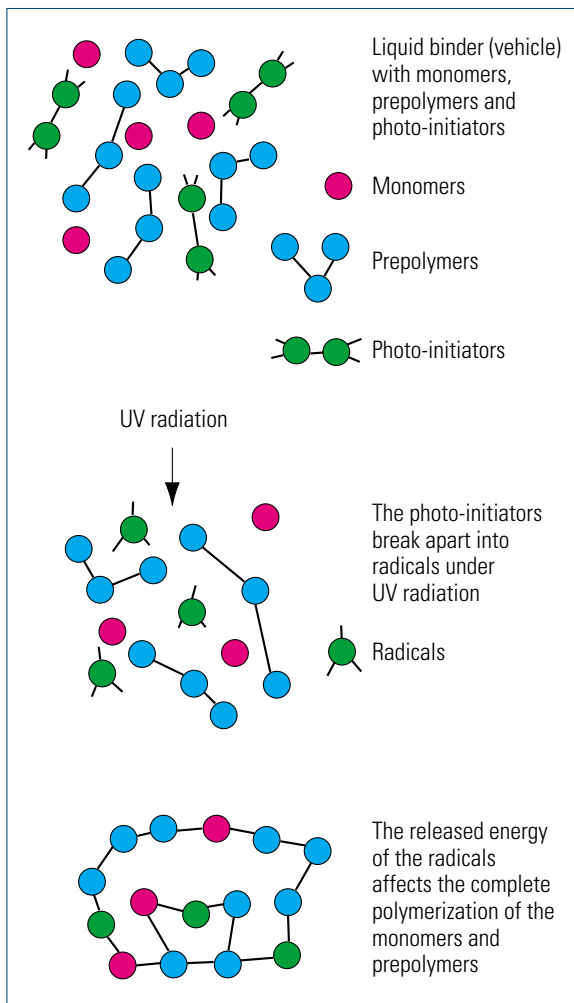 Liquid binder (vehicle)
with monomers,
prepolymers and
photo-initiators
Monomers
Prepolymers
Photo-initiators
UV radiation
The photo-initiators
break apart into
radicals under
UV radiation
Radicals
The released energy
of the radicals
affects the complete
polymerization of the
monomers and
prepolymers